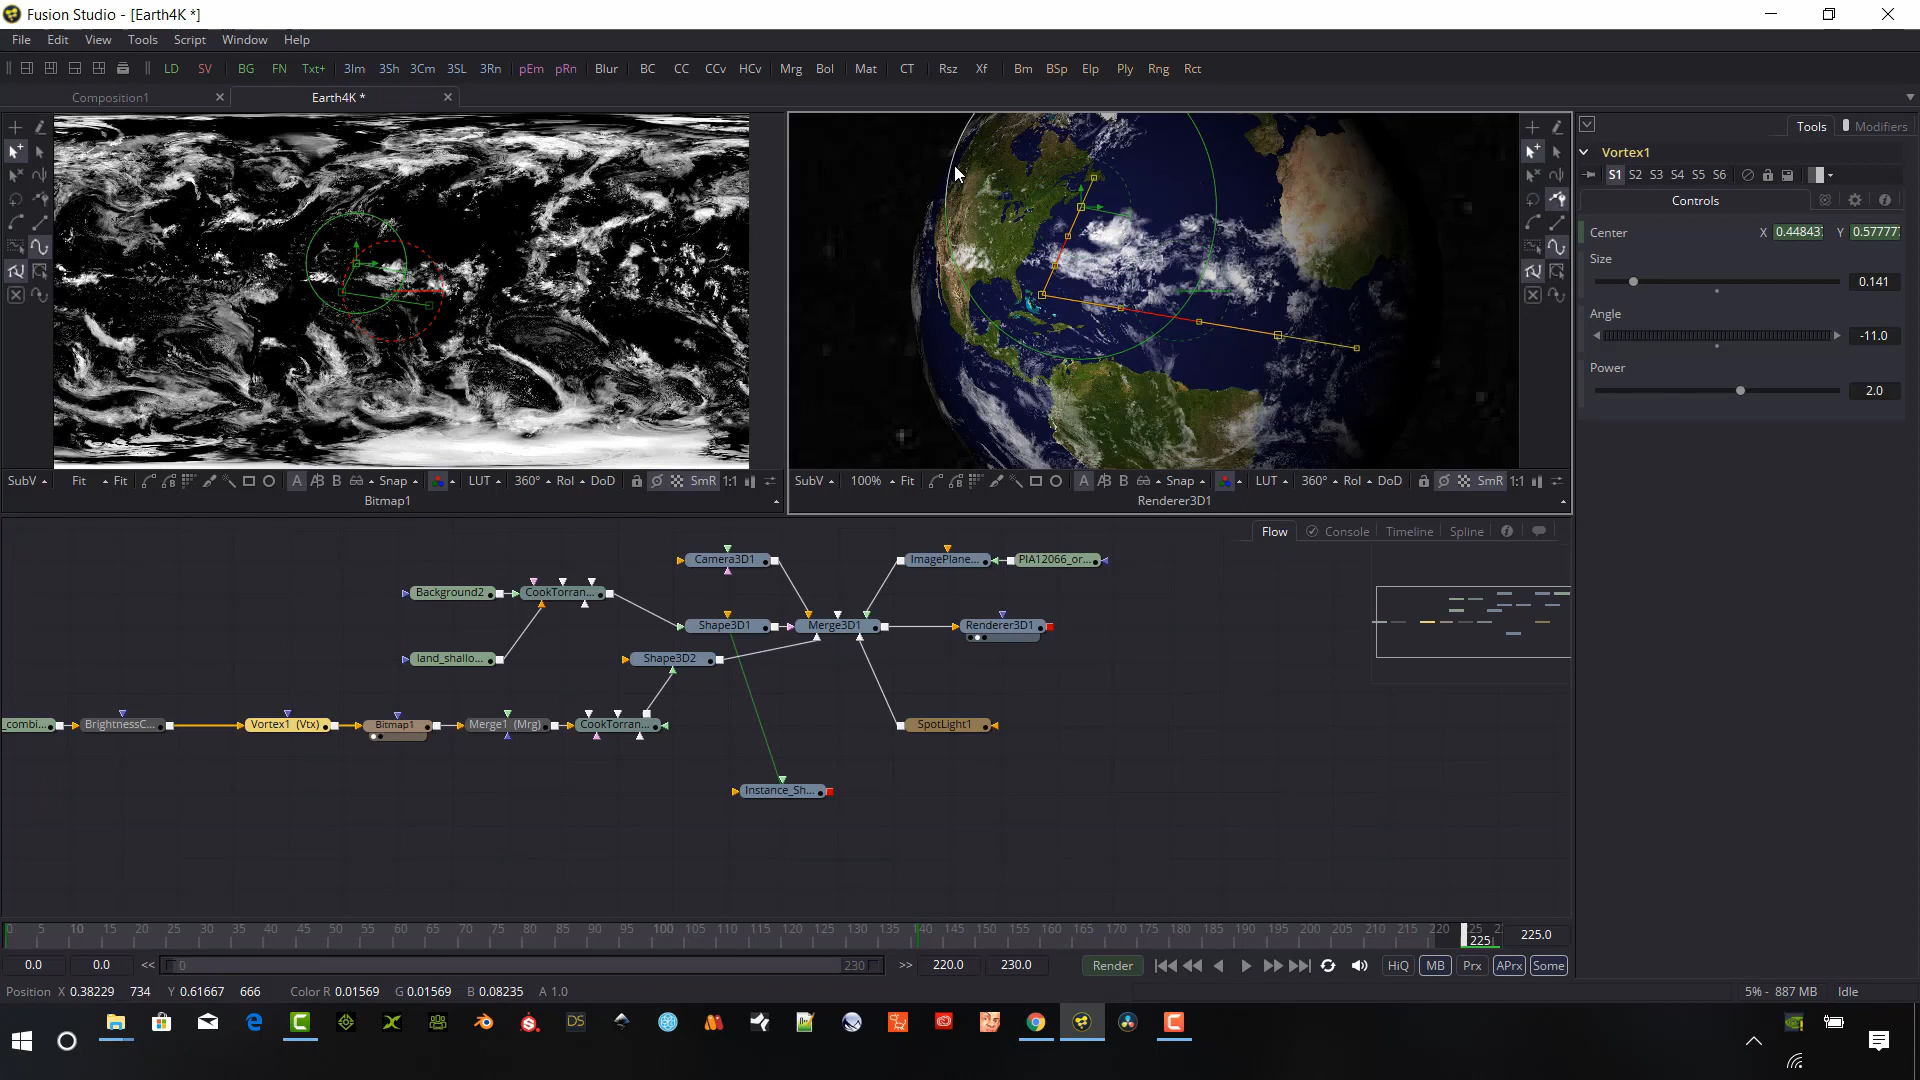 Fusion Studio - [Earth4K *]
File Edit View Tools Script Window Help
LD SV BG FN Txt+ 3Im 3Sh 3Cm 3SL 3Rn pEm pRn Blur BC CC CCv HCv Mrg Bol Mat CT Rsz Xf Bm BSp Elp Ply Rng Rct
Composition1 Earth4K *
Tools Modifiers
Vortex1
S1 S2 S3 S4 S5 S6
Controls
Center X 0.44843 Y 0.57777
Size
0.141
Angle
-11.0
Power
2.0
SubV Fit Fit A B Snap LUT 360° RoI DoD SmR 1:1
Bitmap1
SubV 100% Fit A B Snap LUT 360° RoI DoD SmR 1:1
Renderer3D1
Flow Console Timeline Spline
Camera3D1 ImagePlane... PIA12066_or...
Background2 CookTorran...
Shape3D1 Merge3D1 Renderer3D1
land_shallo... Shape3D2
_combi... BrightnessC... Vortex1 (Vtx) Bitmap1 Merge1 (Mrg) CookTorran... SpotLight1
Instance_Sh...
0 5 10 15 20 25 30 35 40 45 50 55 60 65 70 75 80 85 90 95 100 105 110 115 120 125 130 135 140 145 150 155 160 165 170 175 180 185 190 195 200 205 210 215 220 225 225.0
0.0 0.0 << 0 230 >> 220.0 230.0 Render HiQ MB Prx APrx Some
Position X 0.38229 734 Y 0.61667 666 Color R 0.01569 G 0.01569 B 0.08235 A 1.0 5% - 887 MB Idle
DS